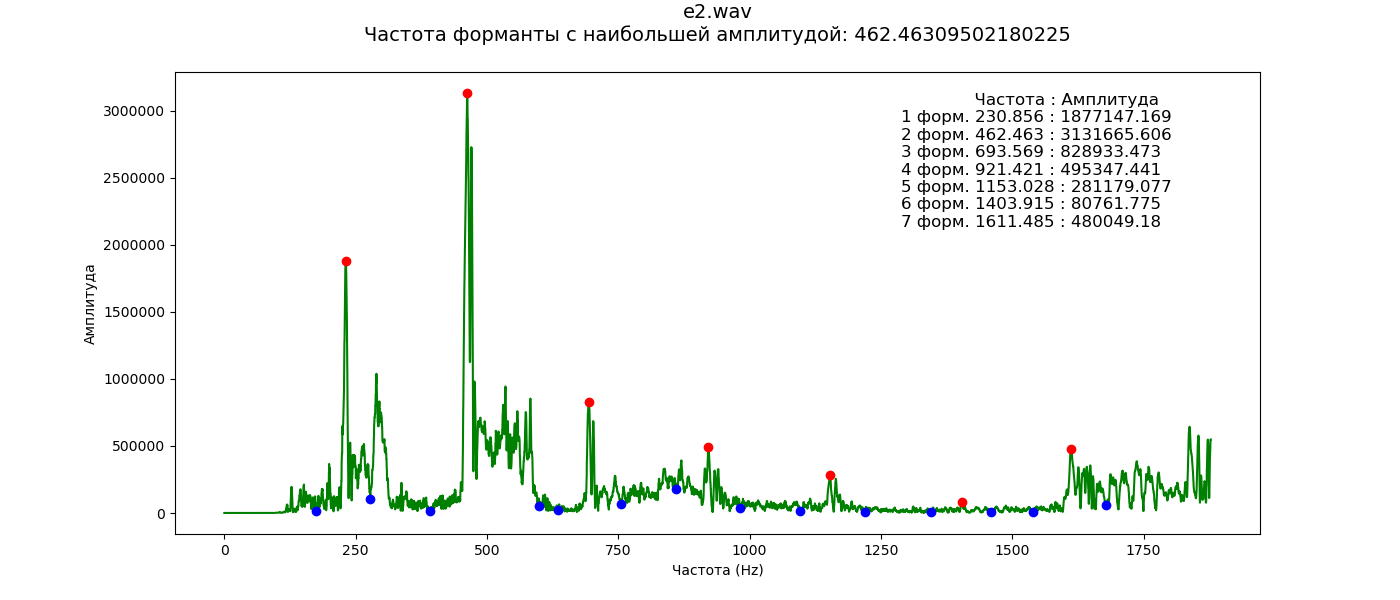 e2.wav
Частота форманты с наибольшей амплитудой: 462.46309502180225
Частота : Амплитуда
1 форм. 230.856 : 1877147.169
2 форм. 462.463 : 3131665.606
3 форм. 693.569 : 828933.473
4 форм. 921.421 : 495347.441
5 форм. 1153.028 : 281179.077
6 форм. 1403.915 : 80761.775
7 форм. 1611.485 : 480049.18
Амплитуда
3000000
2500000
2000000
1500000
1000000
500000
0
0 250 500 750 1000 1250 1500 1750
Частота (Hz)